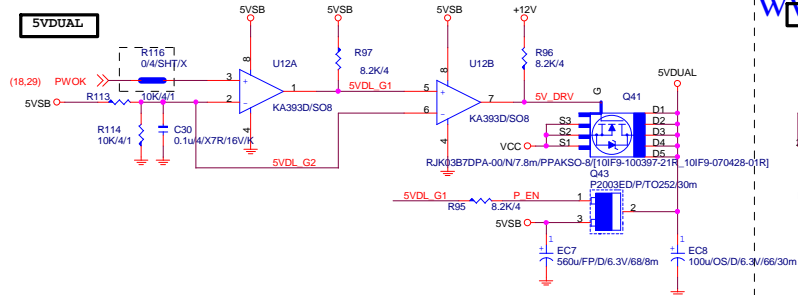 5VDUAL
5VSB
5VSB
5VSB
+12V
R116
0/4/SHT/X
R97
8.2K/4
R96
8.2K/4
U12A
U12B
8
8
(18,29) PWOK
3
+
2
-
1
5VDL_G1
5
+
6
-
7
5V_DRV
G
Q41
5VDUAL
5VSB
R113
10K/4/1
KA393D/SO8
KA393D/SO8
4
4
R114
10K/4/1
C30
0.1u/4/X7R/16V/K
5VDL_G2
VCC
S3
S2
S1
D1
D2
D3
D4
D5
RJK03B7DPA-00/N/7.8m/PPAKSO-8/[10IF9-100397-21R_10IF9-070428-01R]
Q43
P2003ED/P/TO252/30m
5VDL_G1
R95
8.2K/4
P_EN
1
2
3
5VSB
1
+
EC7
560u/FP/D/6.3V/68/8m
1
+
EC8
100u/OS/D/6.3V/66/30m